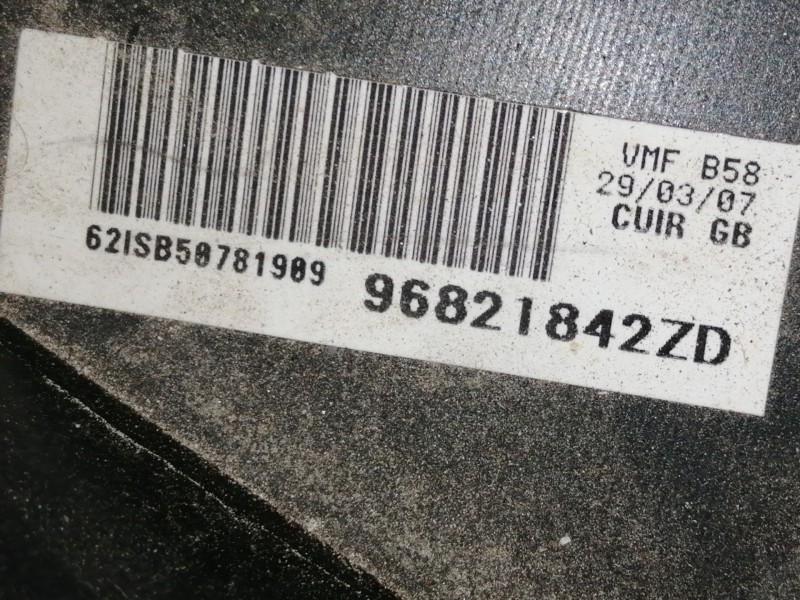 VMF B58
29/03/07
CUIR GB
62ISB50781909
96821842ZD